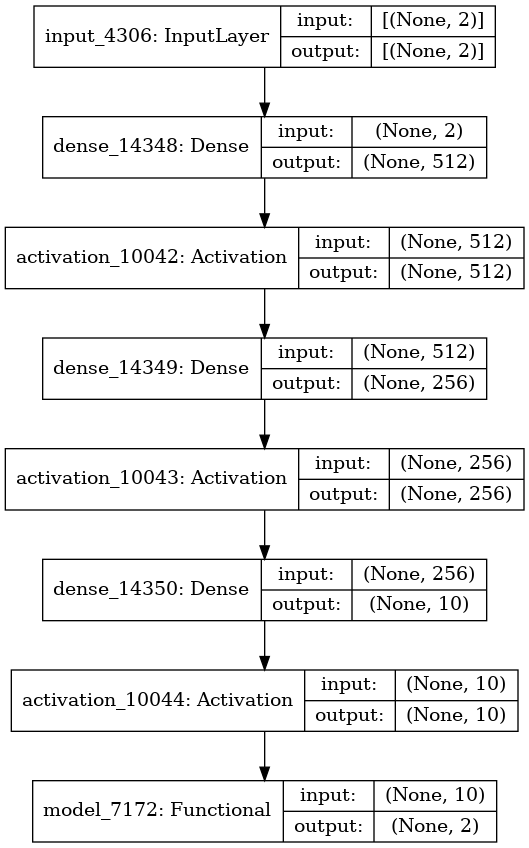 input_4306: InputLayer
input: [(None, 2)]
output: [(None, 2)]
dense_14348: Dense
input: (None, 2)
output: (None, 512)
activation_10042: Activation
input: (None, 512)
output: (None, 512)
dense_14349: Dense
input: (None, 512)
output: (None, 256)
activation_10043: Activation
input: (None, 256)
output: (None, 256)
dense_14350: Dense
input: (None, 256)
output: (None, 10)
activation_10044: Activation
input: (None, 10)
output: (None, 10)
model_7172: Functional
input: (None, 10)
output: (None, 2)